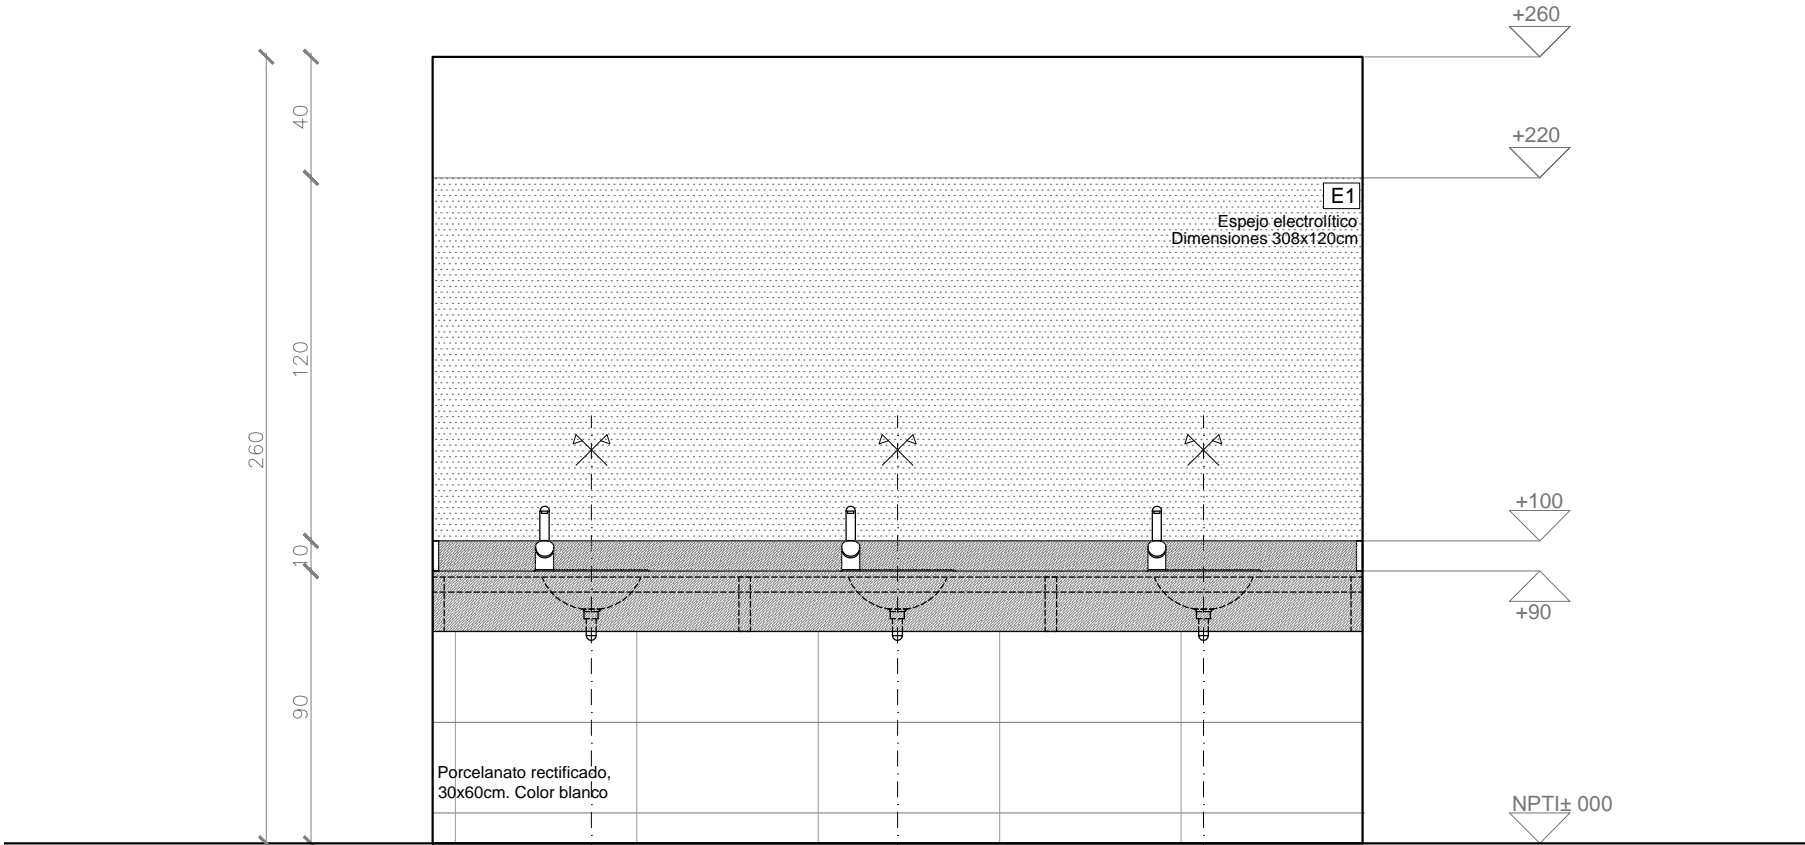 +260
40
+220
E1
Espejo electrolítico
Dimensiones 308x120cm
120
260
+100
10
+90
90
Porcelanato rectificado,
30x60cm. Color blanco
NPTI± 000